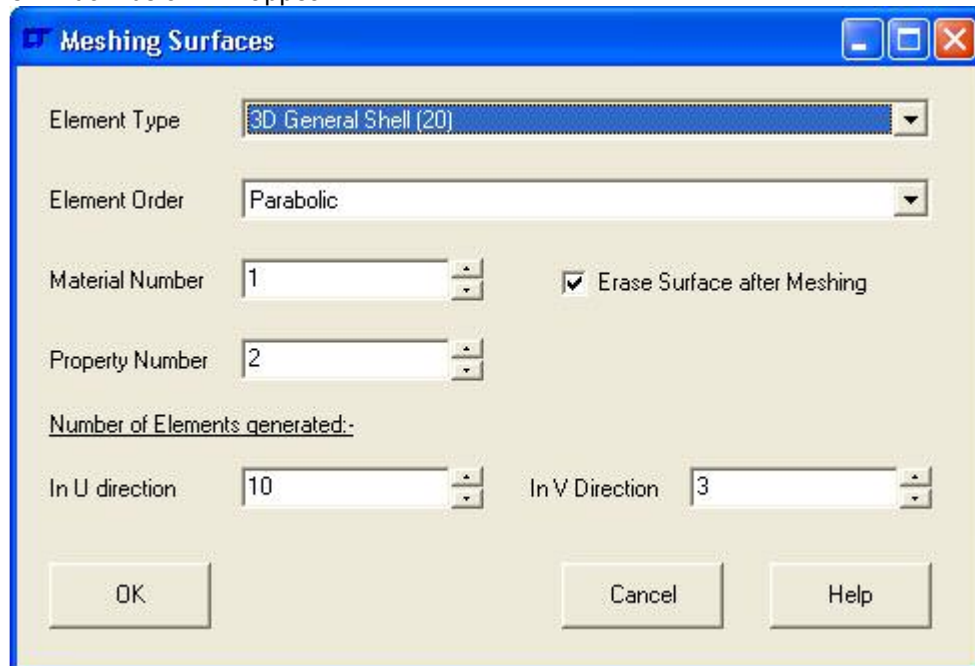 Meshing Surfaces
Element Type 3D General Shell (20)
Element Order Parabolic
Material Number 1 Erase Surface after Meshing
Property Number 2
Number of Elements generated:-
In U direction 10 In V Direction 3
OK Cancel Help